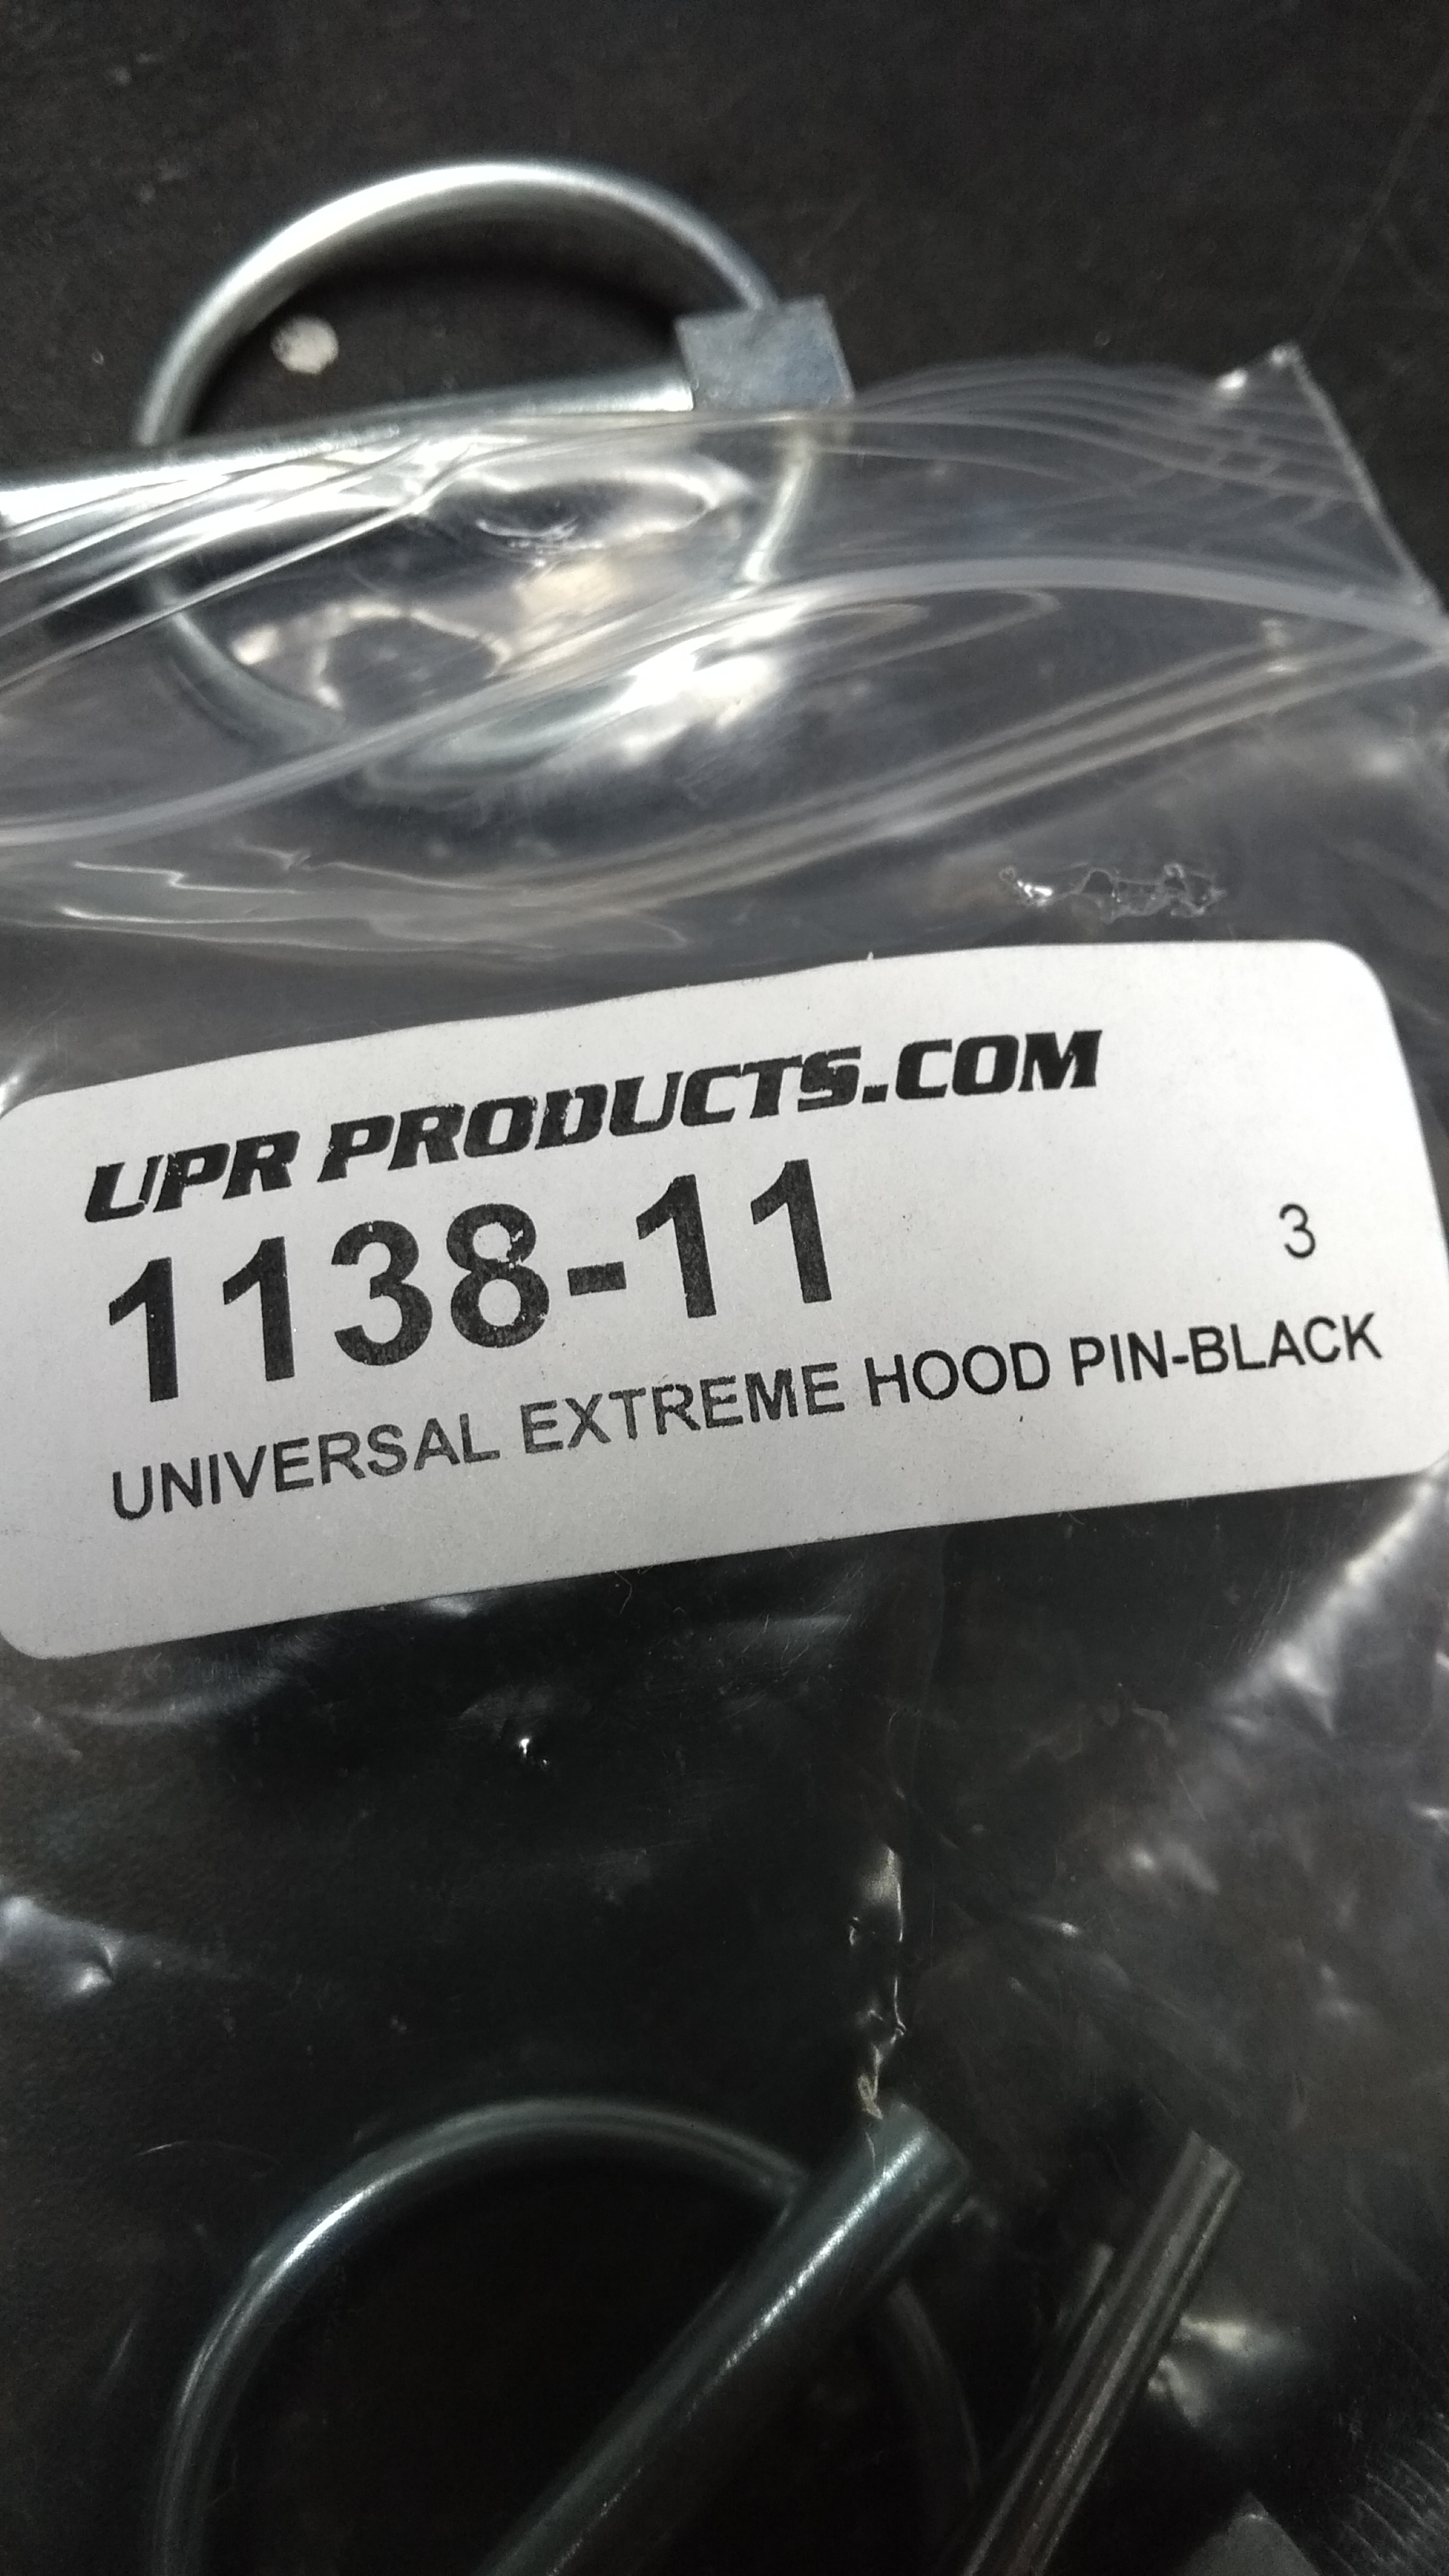 UPR PRODUCTS.COM
1138-11
3
UNIVERSAL EXTREME HOOD PIN-BLACK